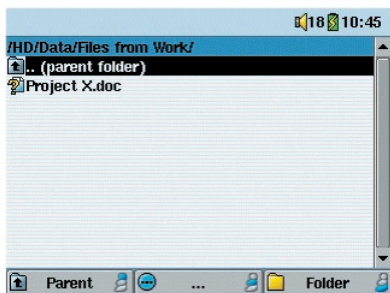 18 10:45
/HD/Data/Files from Work/
.. (parent folder)
Project X.doc
Parent ... Folder